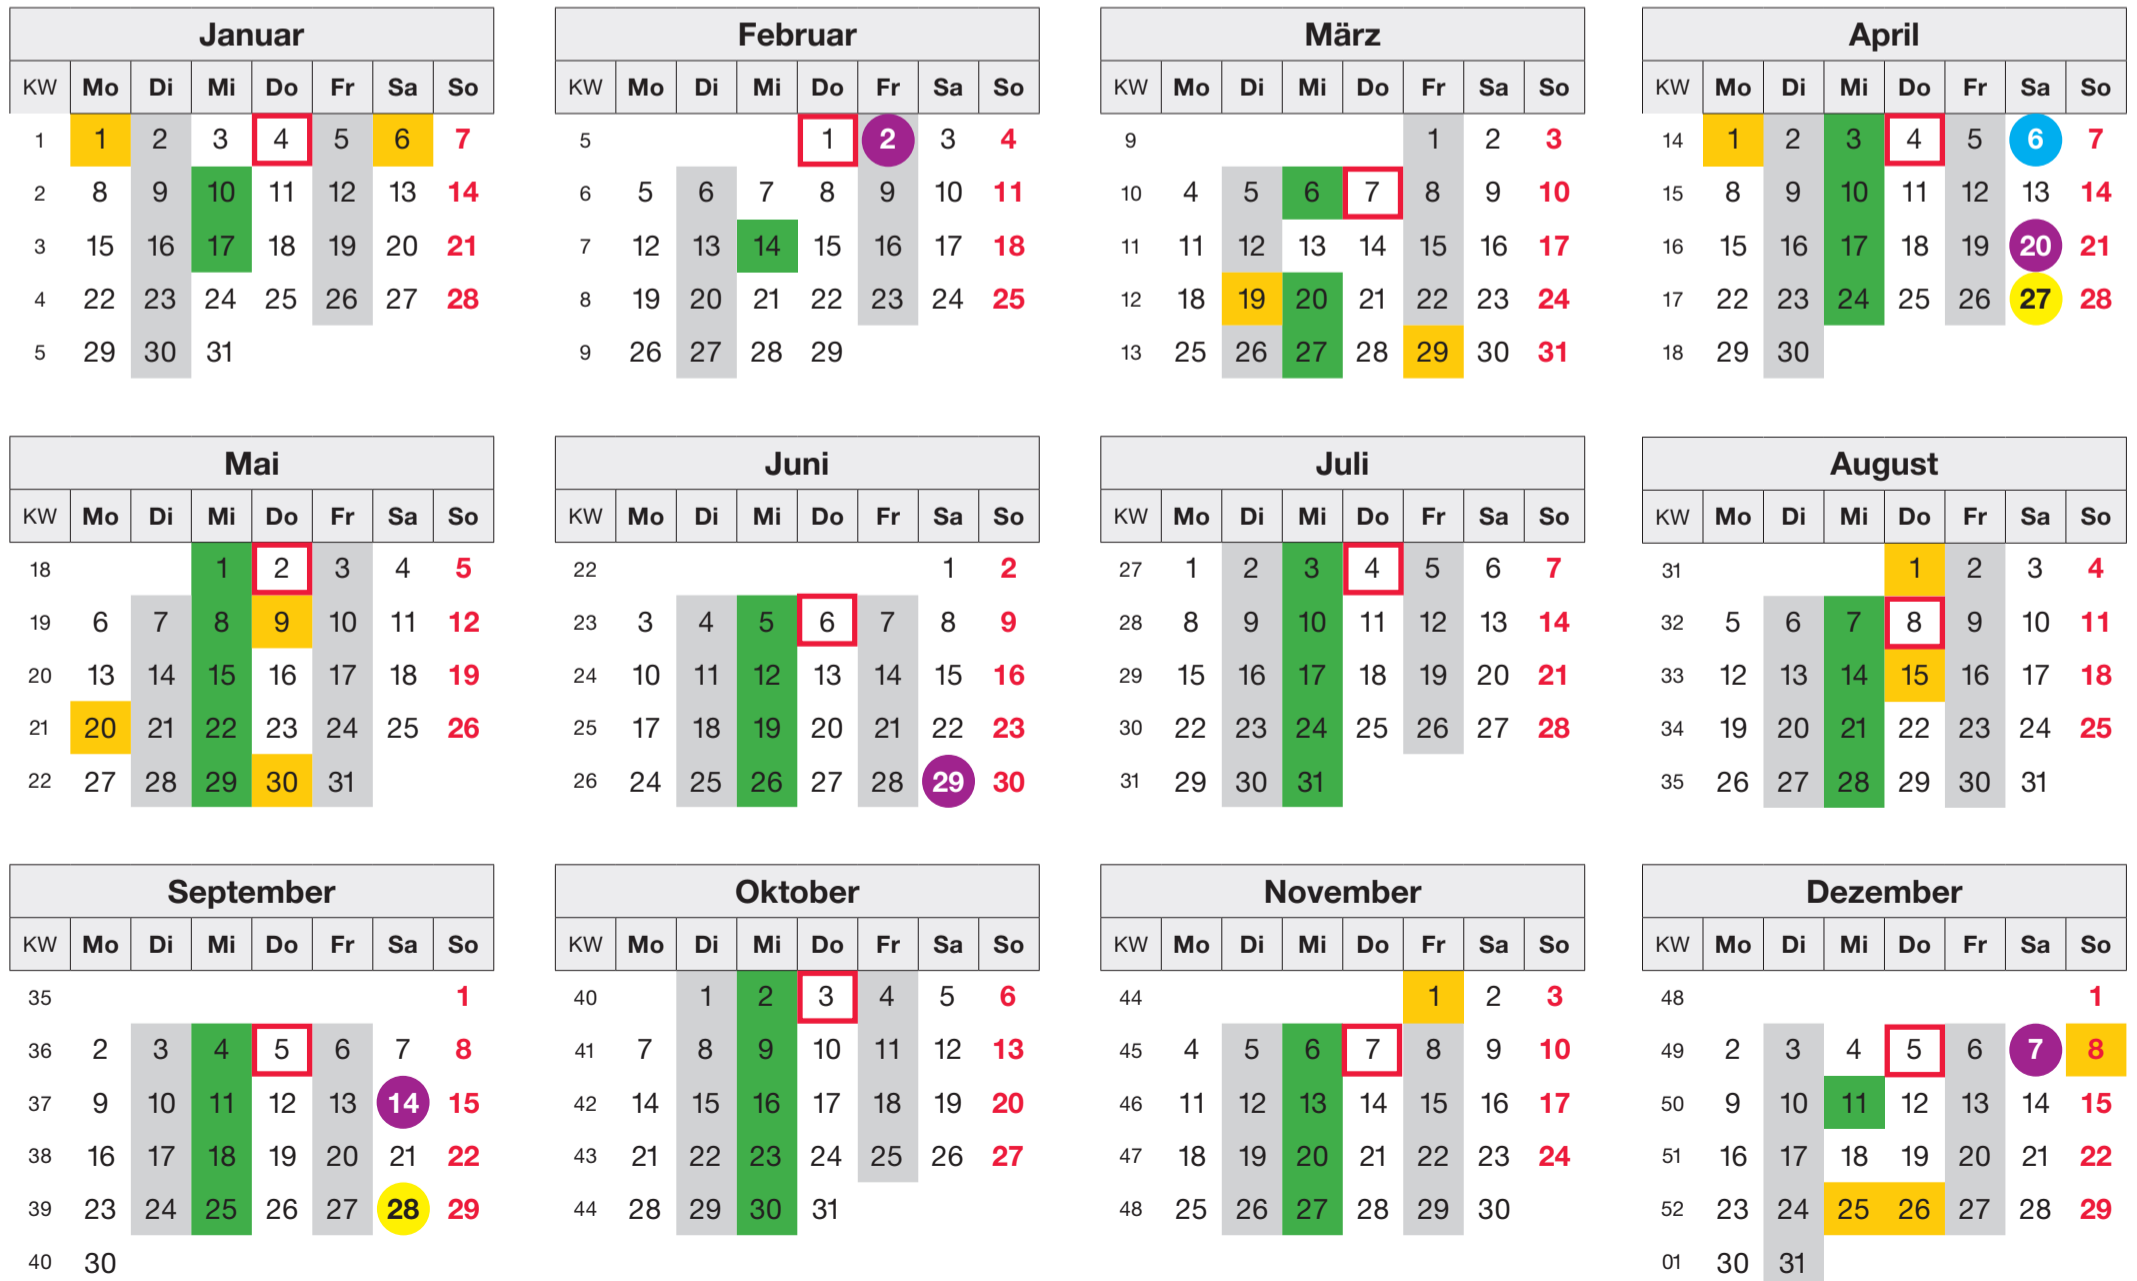 Januar
KW Mo Di Mi Do Fr Sa So
1 1 2 3 4 5 6 7
2 8 9 10 11 12 13 14
3 15 16 17 18 19 20 21
4 22 23 24 25 26 27 28
5 29 30 31
Februar
KW Mo Di Mi Do Fr Sa So
5 1 2 3 4
6 5 6 7 8 9 10 11
7 12 13 14 15 16 17 18
8 19 20 21 22 23 24 25
9 26 27 28 29
März
KW Mo Di Mi Do Fr Sa So
9 1 2 3
10 4 5 6 7 8 9 10
11 11 12 13 14 15 16 17
12 18 19 20 21 22 23 24
13 25 26 27 28 29 30 31
April
KW Mo Di Mi Do Fr Sa So
14 1 2 3 4 5 6 7
15 8 9 10 11 12 13 14
16 15 16 17 18 19 20 21
17 22 23 24 25 26 27 28
18 29 30
Mai
KW Mo Di Mi Do Fr Sa So
18 1 2 3 4 5
19 6 7 8 9 10 11 12
20 13 14 15 16 17 18 19
21 20 21 22 23 24 25 26
22 27 28 29 30 31
Juni
KW Mo Di Mi Do Fr Sa So
22 1 2
23 3 4 5 6 7 8 9
24 10 11 12 13 14 15 16
25 17 18 19 20 21 22 23
26 24 25 26 27 28 29 30
Juli
KW Mo Di Mi Do Fr Sa So
27 1 2 3 4 5 6 7
28 8 9 10 11 12 13 14
29 15 16 17 18 19 20 21
30 22 23 24 25 26 27 28
31 29 30 31
August
KW Mo Di Mi Do Fr Sa So
31 1 2 3 4
32 5 6 7 8 9 10 11
33 12 13 14 15 16 17 18
34 19 20 21 22 23 24 25
35 26 27 28 29 30 31
September
KW Mo Di Mi Do Fr Sa So
35 1
36 2 3 4 5 6 7 8
37 9 10 11 12 13 14 15
38 16 17 18 19 20 21 22
39 23 24 25 26 27 28 29
40 30
Oktober
KW Mo Di Mi Do Fr Sa So
40 1 2 3 4 5 6
41 7 8 9 10 11 12 13
42 14 15 16 17 18 19 20
43 21 22 23 24 25 26 27
44 28 29 30 31
November
KW Mo Di Mi Do Fr Sa So
44 1 2 3
45 4 5 6 7 8 9 10
46 11 12 13 14 15 16 17
47 18 19 20 21 22 23 24
48 25 26 27 28 29 30
Dezember
KW Mo Di Mi Do Fr Sa So
48 1
49 2 3 4 5 6 7 8
50 9 10 11 12 13 14 15
51 16 17 18 19 20 21 22
52 23 24 25 26 27 28 29
01 30 31